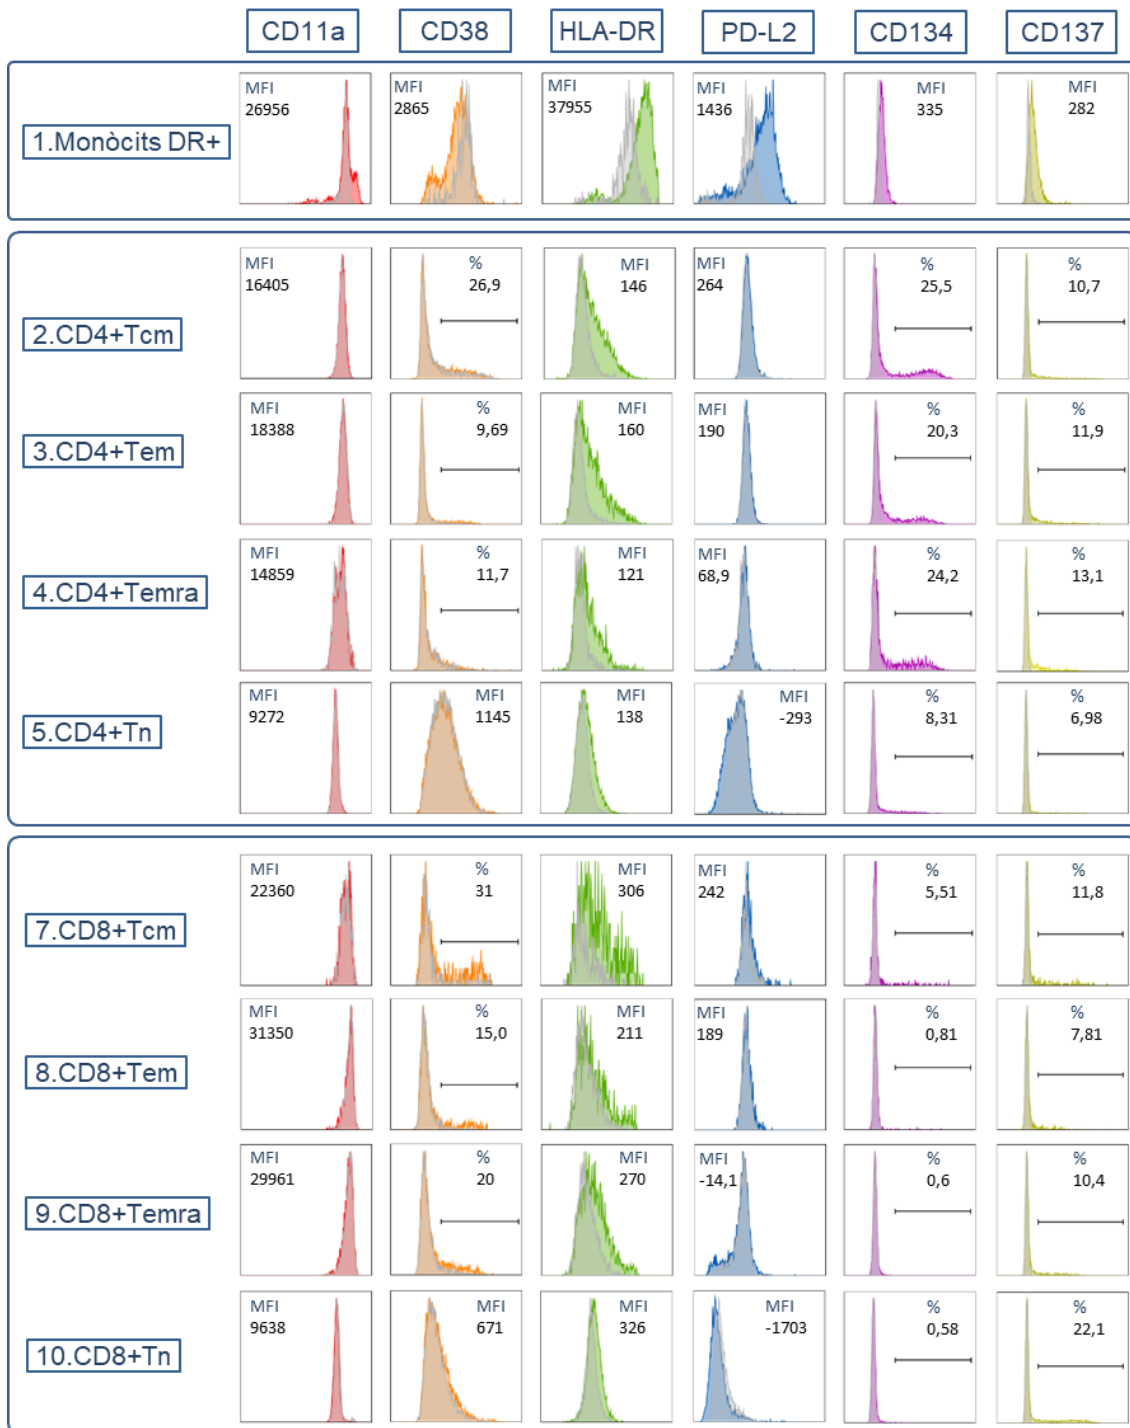 CD11a CD38 HLA-DR PD-L2 CD134 CD137
1.Monòcits DR+
MFI MFI MFI MFI MFI MFI
26956 2865 37955 1436 335 282
2.CD4+Tcm
MFI % MFI MFI % %
16405 26,9 146 264 25,5 10,7
3.CD4+Tem
MFI % MFI MFI % %
18388 9,69 160 190 20,3 11,9
4.CD4+Temra
MFI % MFI MFI % %
14859 11,7 121 68,9 24,2 13,1
5.CD4+Tn
MFI MFI MFI MFI % %
9272 1145 138 -293 8,31 6,98
7.CD8+Tcm
MFI % MFI MFI % %
22360 31 306 242 5,51 11,8
8.CD8+Tem
MFI % MFI MFI % %
31350 15,0 211 189 0,81 7,81
9.CD8+Temra
MFI % MFI MFI % %
29961 20 270 -14,1 0,6 10,4
10.CD8+Tn
MFI MFI MFI MFI % %
9638 671 326 -1703 0,58 22,1